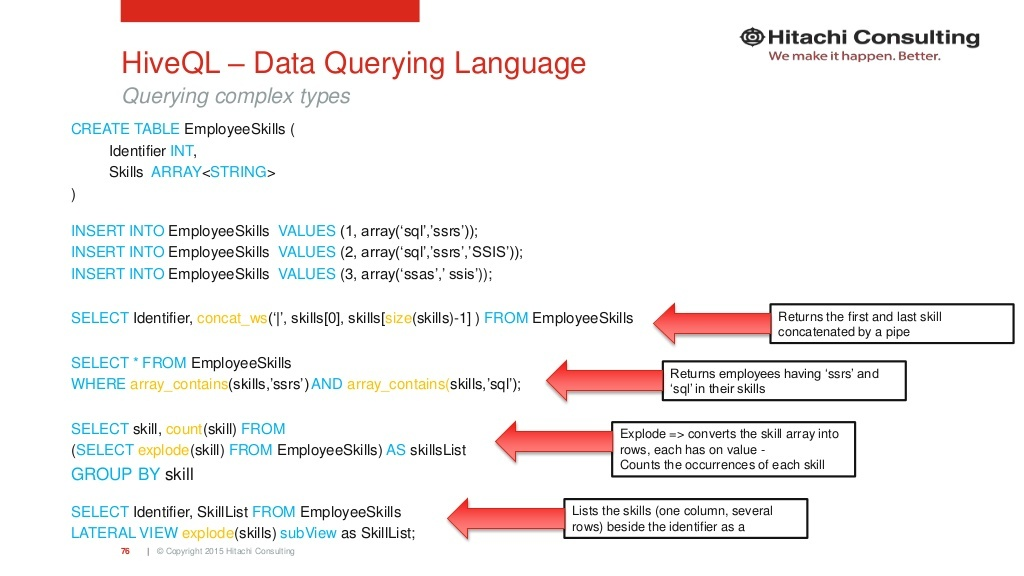 Hitachi Consulting
We make it happen. Better.
HiveQL – Data Querying Language
Querying complex types
CREATE TABLE EmployeeSkills (
Identifier INT,
Skills ARRAY<STRING>
)
INSERT INTO EmployeeSkills VALUES (1, array(‘sql’,’ssrs’));
INSERT INTO EmployeeSkills VALUES (2, array(‘sql’,’ssrs’,’SSIS’));
INSERT INTO EmployeeSkills VALUES (3, array(‘ssas’,’ ssis’));
SELECT Identifier, concat_ws(‘|’, skills[0], skills[size(skills)-1] ) FROM EmployeeSkills
Returns the first and last skill
concatenated by a pipe
SELECT * FROM EmployeeSkills
WHERE array_contains(skills,’ssrs’) AND array_contains(skills,’sql’);
Returns employees having ‘ssrs’ and
‘sql’ in their skills
SELECT skill, count(skill) FROM
(SELECT explode(skill) FROM EmployeeSkills) AS skillsList
GROUP BY skill
Explode => converts the skill array into
rows, each has on value -
Counts the occurrences of each skill
SELECT Identifier, SkillList FROM EmployeeSkills
LATERAL VIEW explode(skills) subView as SkillList;
Lists the skills (one column, several
rows) beside the identifier as a
76 | © Copyright 2015 Hitachi Consulting